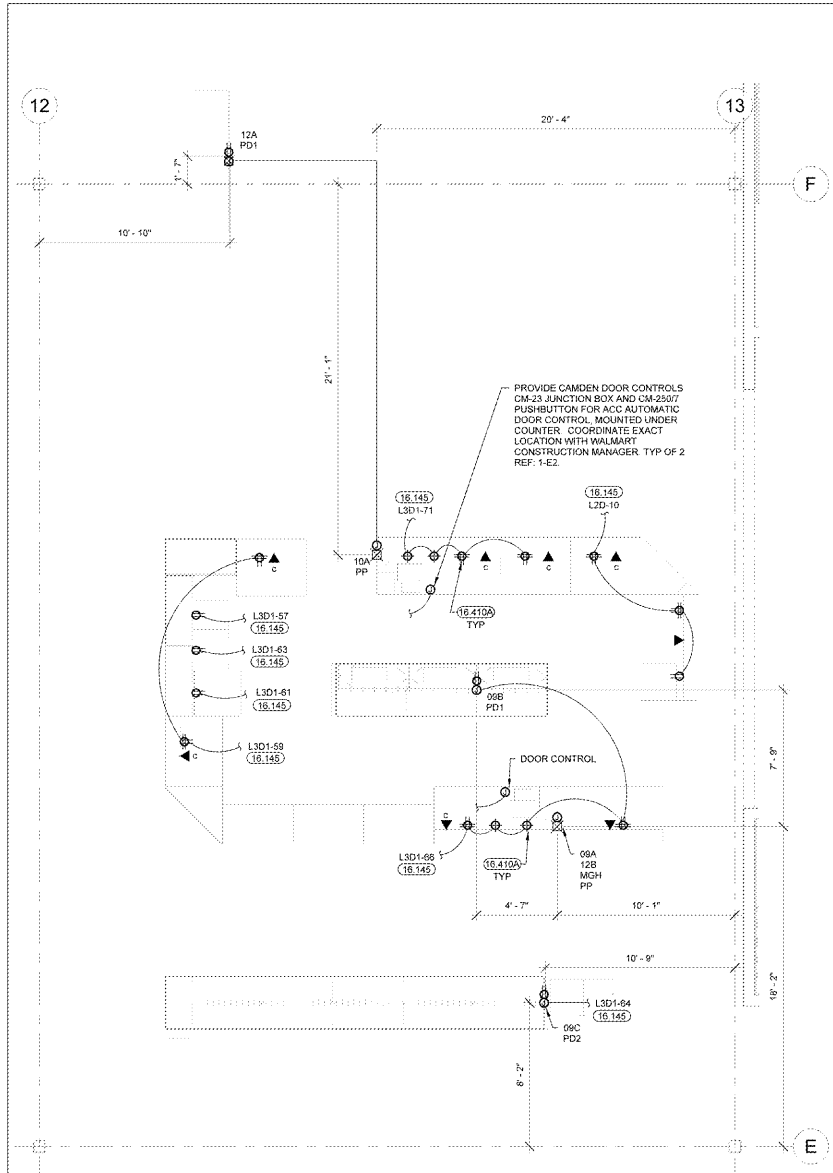 12
13
12A
PD1
20' - 4"
1' - 7"
F
10' - 10"
21' - 1"
PROVIDE CAMDEN DOOR CONTROLS
CM-23 JUNCTION BOX AND CM-250/7
PUSHBUTTON FOR ACC AUTOMATIC
DOOR CONTROL, MOUNTED UNDER
COUNTER. COORDINATE EXACT
LOCATION WITH WALMART
CONSTRUCTION MANAGER. TYP OF 2
REF: 1-E2.
16.145
L3D1-71
16.145
L2D-10
10A
PP
C
C
C
C
16.410A
TYP
L3D1-57
16.145
L3D1-63
16.145
L3D1-61
16.145
09B
PD1
L3D1-59
16.145
C
7' - 9"
DOOR CONTROL
C
L3D1-66
16.145
16.410A
TYP
09A
12B
MGH
PP
4' - 7"
10' - 1"
10' - 9"
18' - 2"
L3D1-64
16.145
09C
PD2
8' - 2"
E